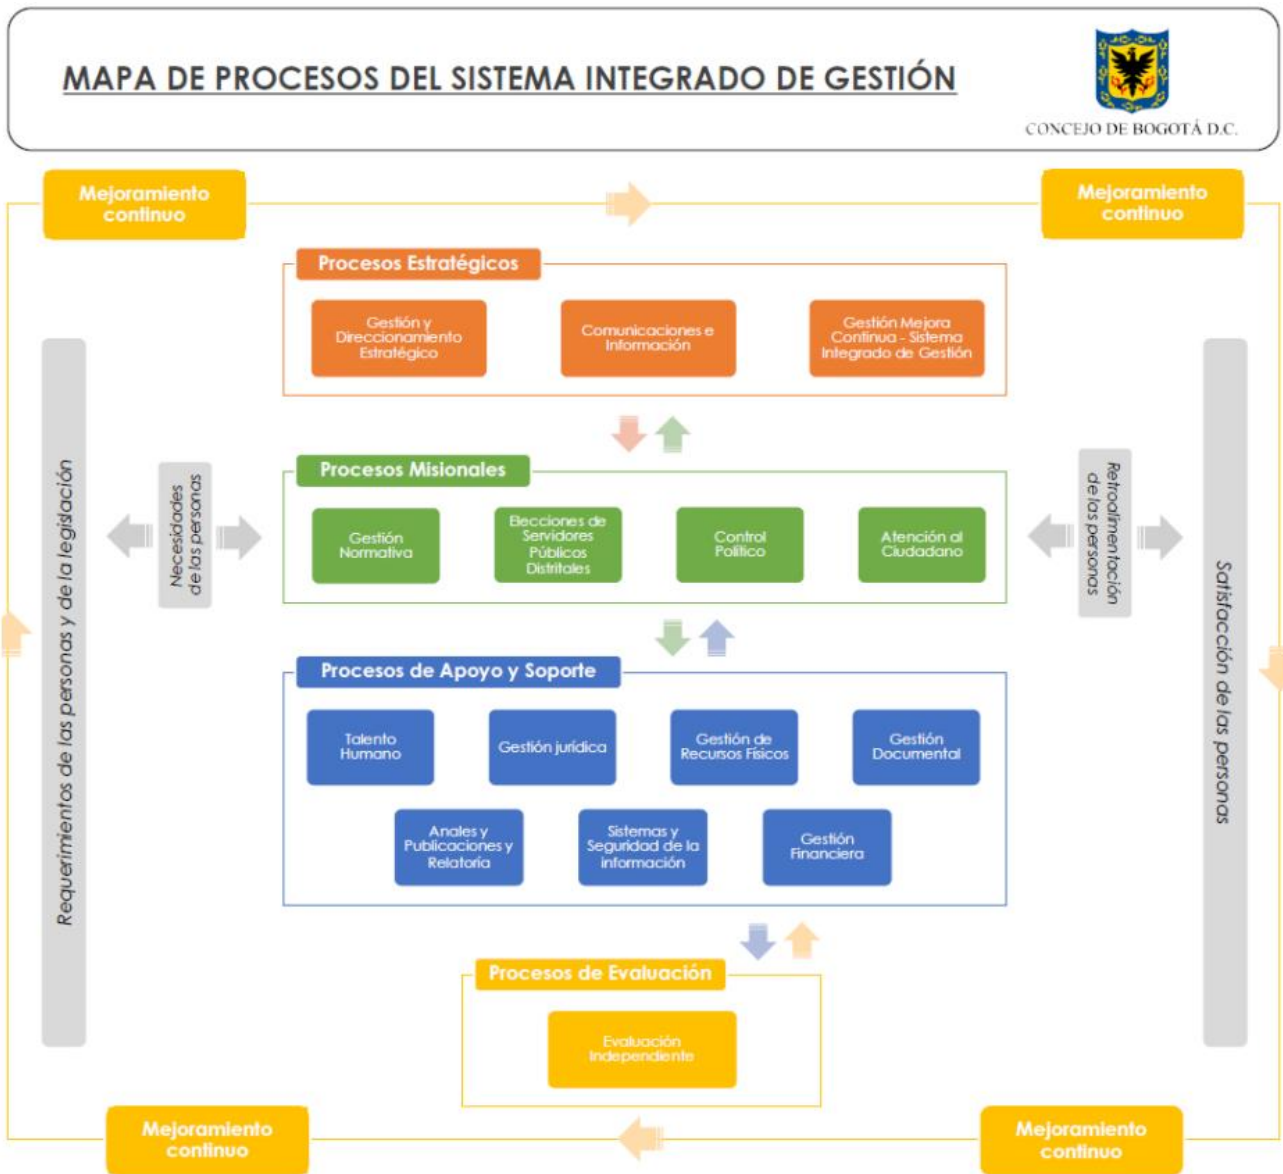 MAPA DE PROCESOS DEL SISTEMA INTEGRADO DE GESTIÓN
CONCEJO DE BOGOTÁ D.C.
Mejoramiento
continuo
Mejoramiento
continuo
Procesos Estratégicos
Gestión y
Direccionamiento
Estratégico
Comunicaciones e
Información
Gestión Mejora
Continua - Sistema
Integrado de Gestión
Requerimientos de las personas y de la legislación
Necesidades
de las personas
Procesos Misionales
Gestión
Normativa
Elecciones de
Servidores
Públicos
Distritales
Control
Político
Atención al
Ciudadano
Retroalimentación
de las personas
Satisfacción de las personas
Procesos de Apoyo y Soporte
Talento
Humano
Gestión jurídica
Gestión de
Recursos Físicos
Gestión
Documental
Anales y
Publicaciones y
Relatoría
Sistemas y
Seguridad de la
información
Gestión
Financiera
Procesos de Evaluación
Evaluación
Independiente
Mejoramiento
continuo
Mejoramiento
continuo